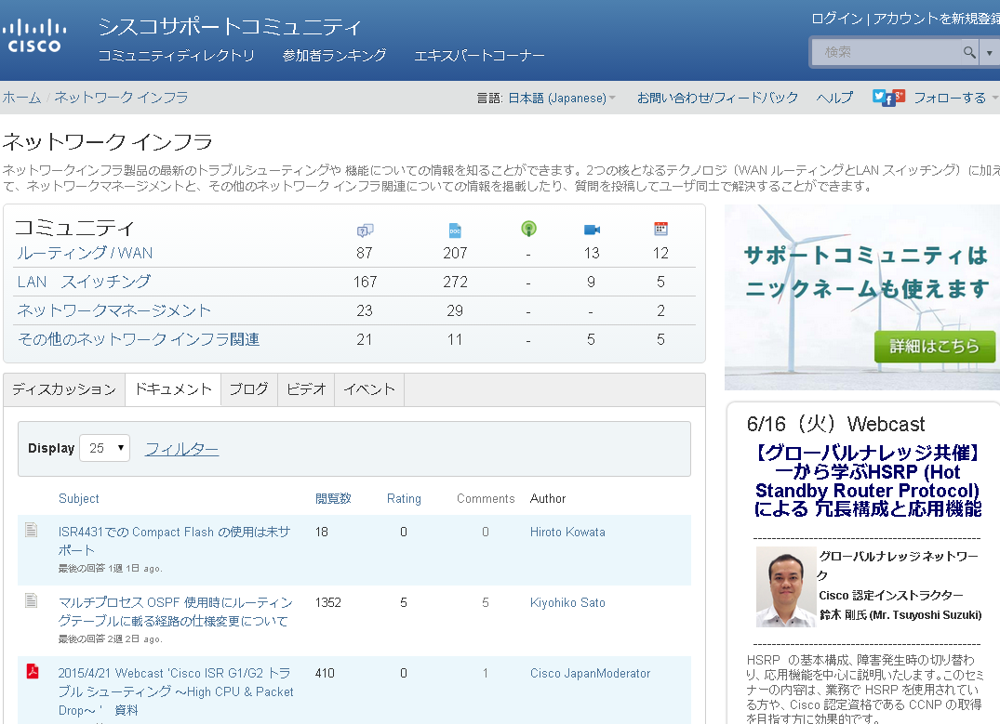 CISCO
シスコサポートコミュニティ
コミュニティディレクトリ 参加者ランキング エキスパートコーナー
ログイン | アカウントを新規登録
検索
ホーム / ネットワーク インフラ
言語: 日本語 (Japanese) お問い合わせ/フィードバック ヘルプ フォローする
ネットワーク インフラ
ネットワークインフラ製品の最新のトラブルシューティングや 機能についての情報を知ることができます。2つの核となるテクノロジ（WAN ルーティングとLAN スイッチング）に加え
て、ネットワークマネージメントと、その他のネットワーク インフラ関連についての情報を掲載したり、質問を投稿してユーザ同士で解決することができます。
コミュニティ
ルーティング / WAN 87 207 - 13 12
LAN　スイッチング 167 272 - 9 5
ネットワークマネージメント 23 29 - - 2
その他のネットワーク インフラ関連 21 11 - 5 5
ディスカッション ドキュメント ブログ ビデオ イベント
Display 25 フィルター
Subject 閲覧数 Rating Comments Author
ISR4431での Compact Flash の使用は未サ 18 0 0 Hiroto Kowata
ポート
最後の回答 1週 1日 ago.
マルチプロセス OSPF 使用時にルーティン 1352 5 5 Kiyohiko Sato
グテーブルに載る経路の仕様変更について
最後の回答 2週 2日 ago.
2015/4/21 Webcast 'Cisco ISR G1/G2 トラ 410 0 1 Cisco JapanModerator
ブル シューティング ～High CPU & Packet
Drop～ '　資料
サポートコミュニティは
ニックネームも使えます
詳細はこちら
6/16（火）Webcast
【グローバルナレッジ共催】
一から学ぶHSRP (Hot
Standby Router Protocol)
による 冗長構成と応用機能
グローバルナレッジネットワー
ク
Cisco 認定インストラクター
鈴木 剛氏 (Mr. Tsuyoshi Suzuki)
HSRP の基本構成、障害発生時の切り替わ
り、応用機能を中心に説明いたします。このセミ
ナーの内容は、業務で HSRP を使用されてい
る方や、Cisco 認定資格である CCNP の取得
を目指す方に効果的です。